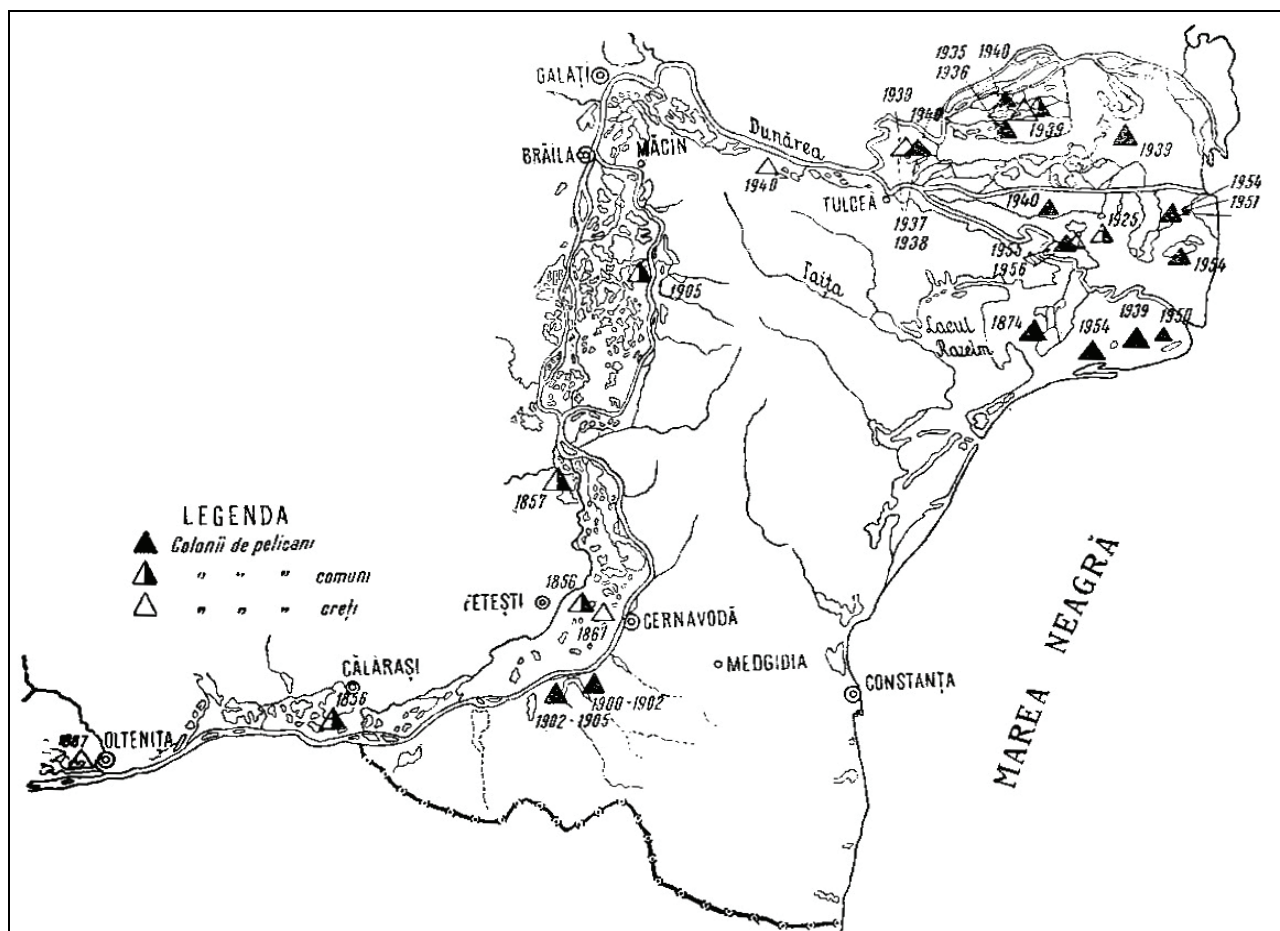 1935 1940
1936
GALAȚI
1930
1940
1939
Dunărea
MĂCIN
BRĂILA
1939
1940
TULCEA
1954
1951
1940
1925
1937
1938
1956
1954
Taița
1905
Lacul
Razelm
1874
1954
1939
1950
1857
LEGENDA
Colonii de pelicani
" " " comuni
" " " creți
1856
FETEȘTI
1867
CERNAVODĂ
MEDGIDIA
CĂLĂRAȘI
1856
1900-1902
1902-1905
CONSTANȚA
OLTENIȚA
MAREA NEAGRĂ